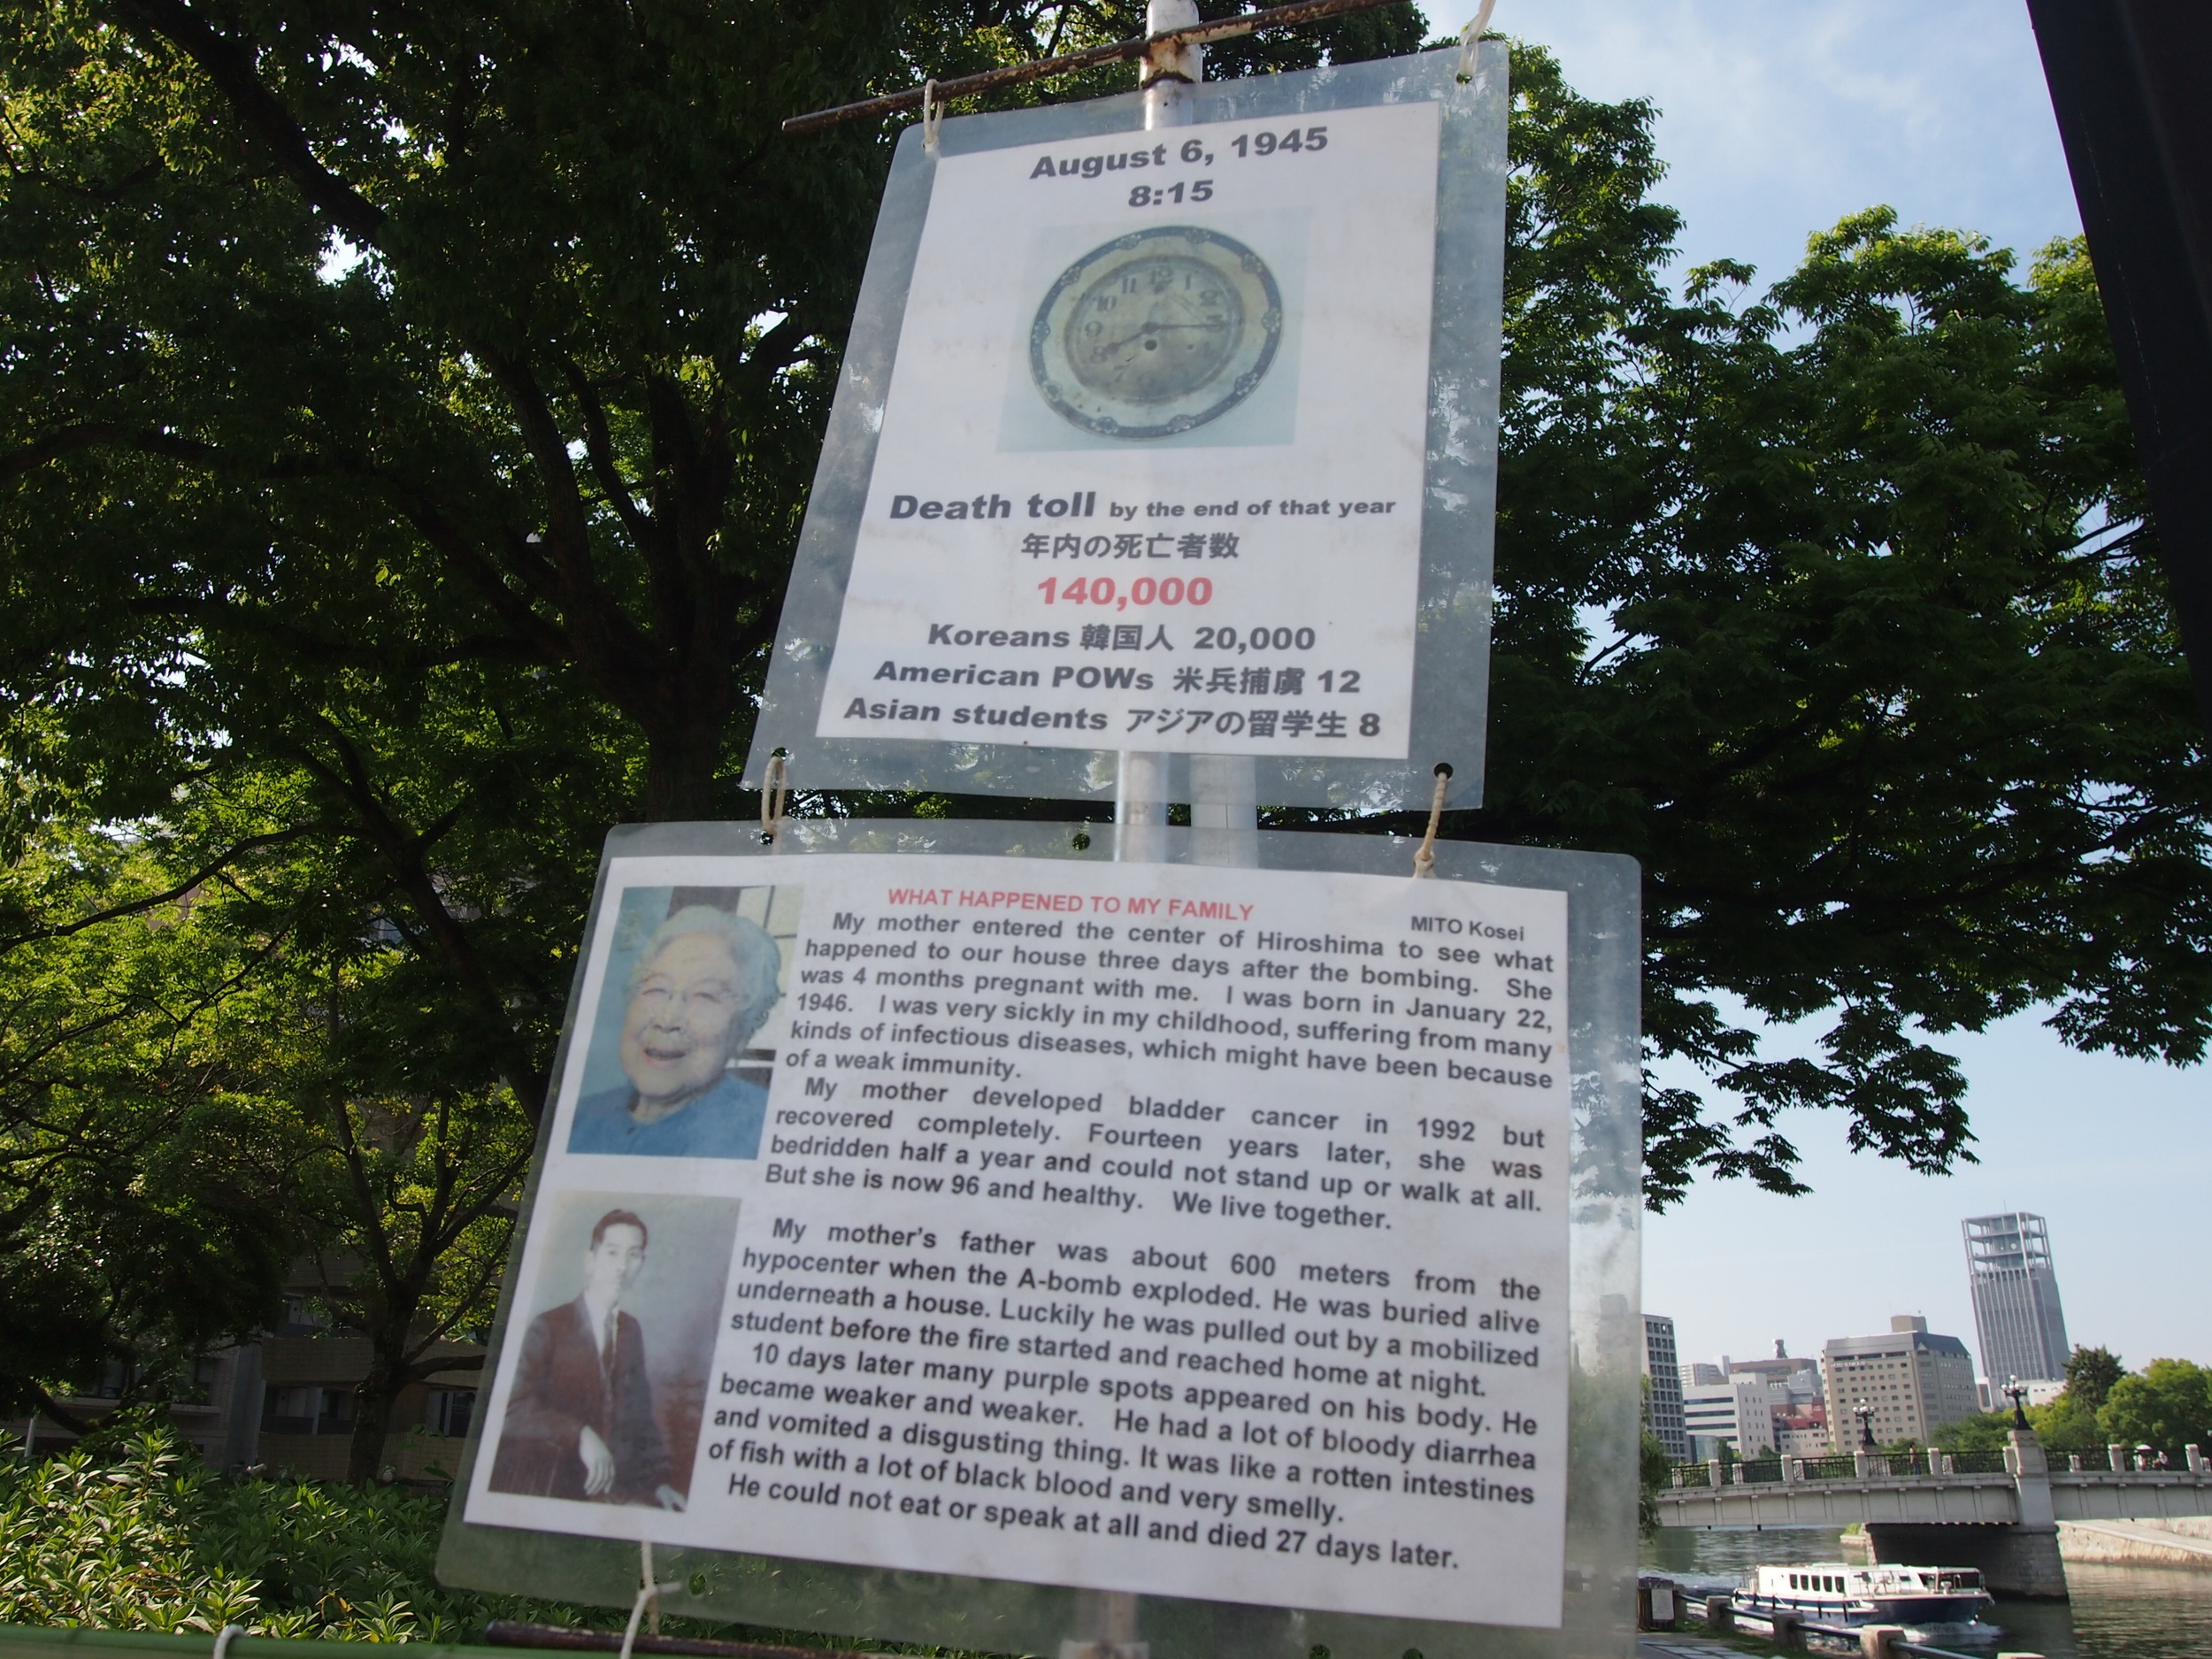 August 6, 1945
8:15
11 12 1
10
9
8
7
Death toll by the end of that year
年内の死亡者数
140,000
Koreans 韓国人 20,000
American POWs 米兵捕虜 12
Asian students アジアの留学生 8
WHAT HAPPENED TO MY FAMILY
MITO Kosei
My mother entered the center of Hiroshima to see what
happened to our house three days after the bombing. She
was 4 months pregnant with me. I was born in January 22,
1946. I was very sickly in my childhood, suffering from many
kinds of infectious diseases, which might have been because
of a weak immunity.
My mother developed bladder cancer in 1992 but
recovered completely. Fourteen years later, she was
bedridden half a year and could not stand up or walk at all.
But she is now 96 and healthy. We live together.
My mother's father was about 600 meters from the
hypocenter when the A-bomb exploded. He was buried alive
underneath a house. Luckily he was pulled out by a mobilized
student before the fire started and reached home at night.
10 days later many purple spots appeared on his body. He
became weaker and weaker. He had a lot of bloody diarrhea
and vomited a disgusting thing. It was like a rotten intestines
of fish with a lot of black blood and very smelly.
He could not eat or speak at all and died 27 days later.